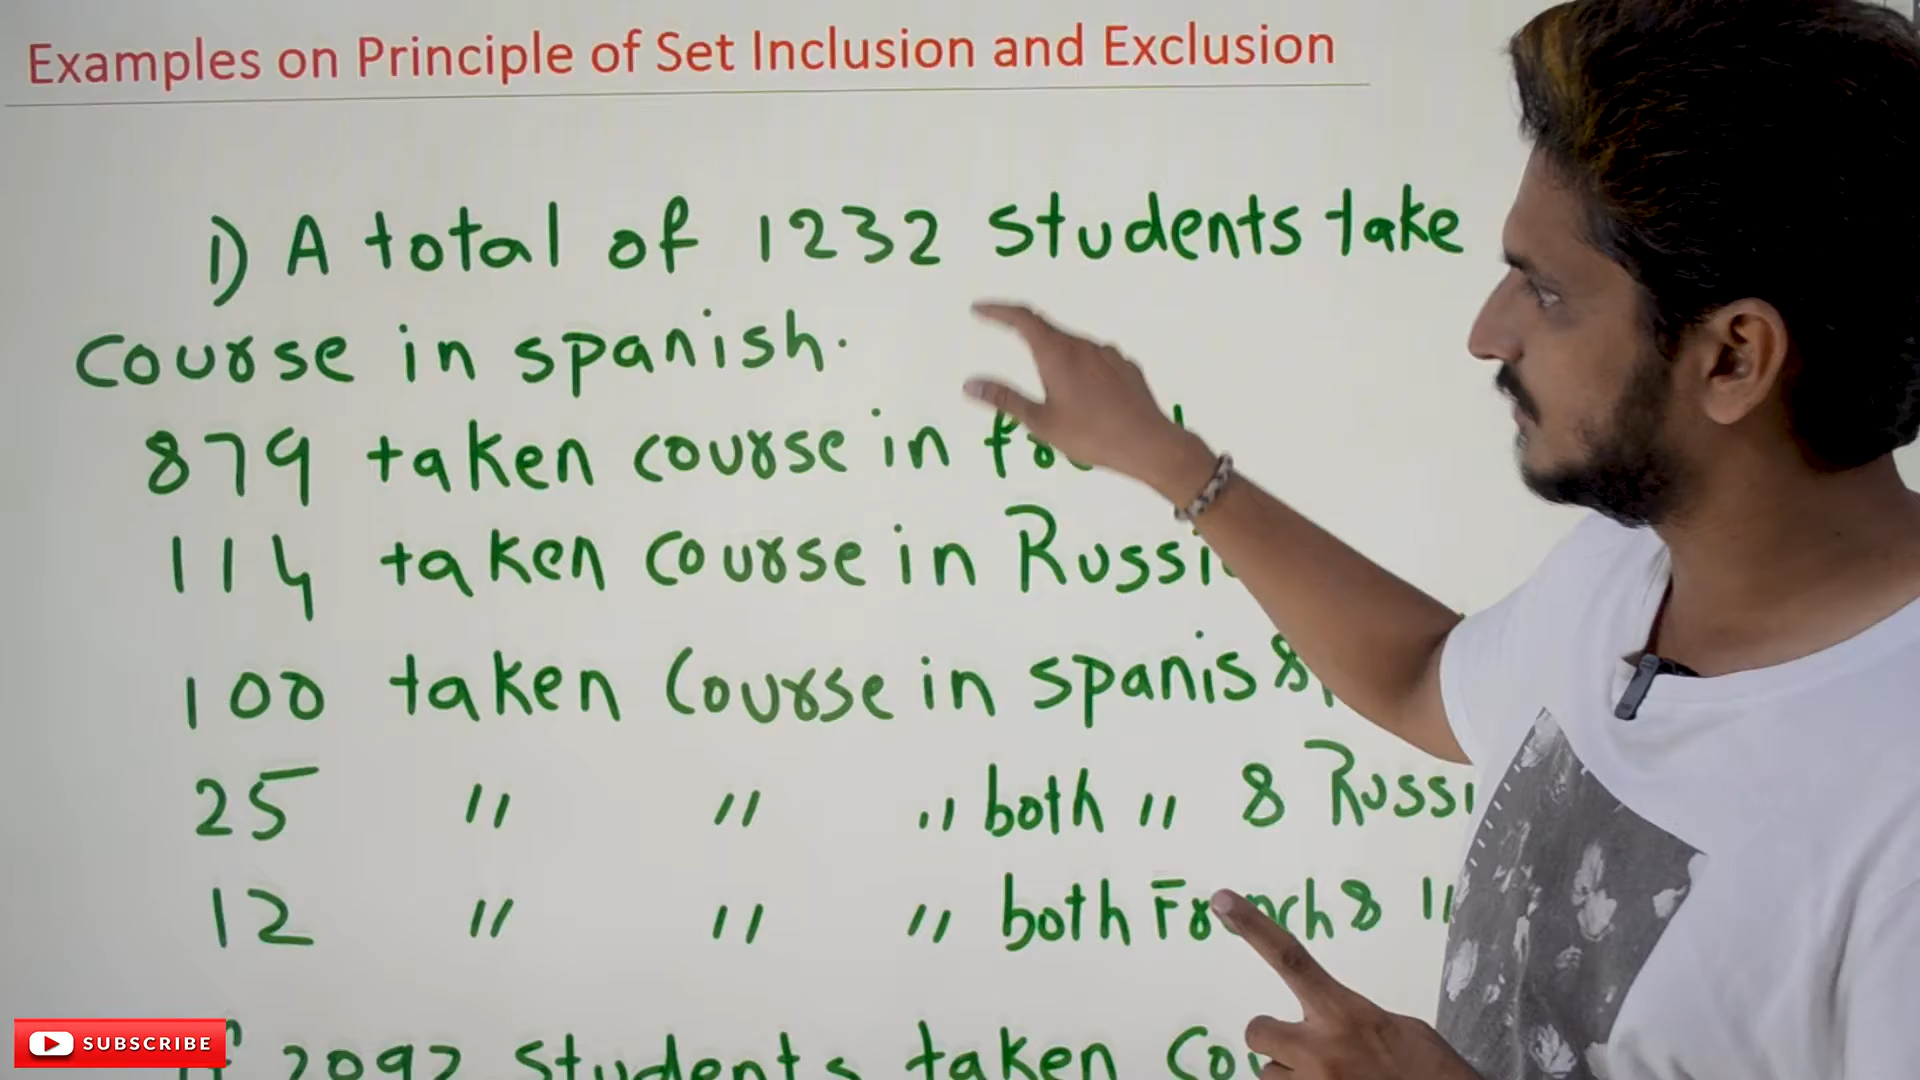 Examples on Principle of Set Inclusion and Exclusion
1) A total of 1232 students take
course in spanish.
879 taken course in
114 taken course in Russi
100 taken course in spanis &
25 " " " both " & Russi
12 " " " both French & "
2092 students taken
SUBSCRIBE